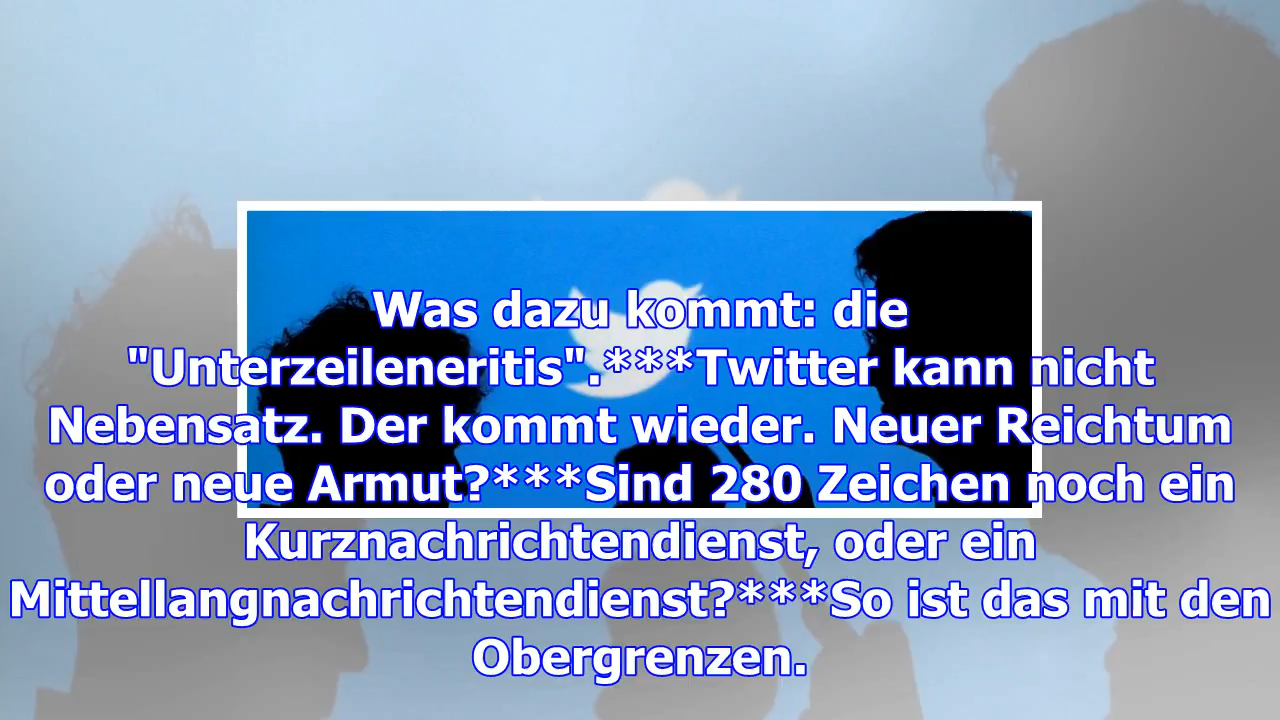 Was dazu kommt: die
"Unterzeileneritis".***Twitter kann nicht
Nebensatz. Der kommt wieder. Neuer Reichtum
oder neue Armut?***Sind 280 Zeichen noch ein
Kurznachrichtendienst, oder ein
Mittellangnachrichtendienst?***So ist das mit den
Obergrenzen.